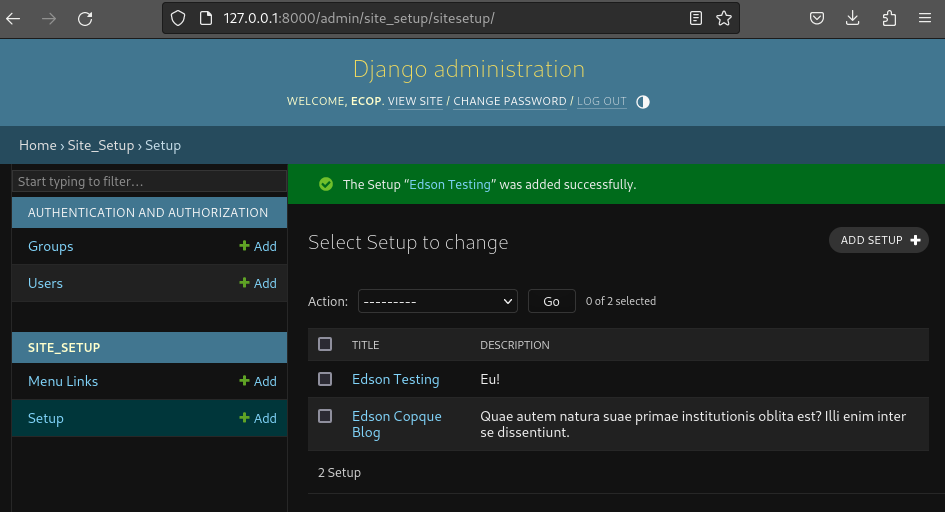 127.0.0.1:8000/admin/site_setup/sitesetup/
Django administration
WELCOME, ECOP. VIEW SITE / CHANGE PASSWORD / LOG OUT
Home › Site_Setup › Setup
Start typing to filter…
AUTHENTICATION AND AUTHORIZATION
Groups + Add
Users + Add
SITE_SETUP
Menu Links + Add
Setup + Add
The Setup “Edson Testing” was added successfully.
Select Setup to change
ADD SETUP +
Action: --------- Go 0 of 2 selected
TITLE DESCRIPTION
Edson Testing Eu!
Edson Copque Quae autem natura suae primae institutionis oblita est? Illi enim inter
Blog se dissentiunt.
2 Setup